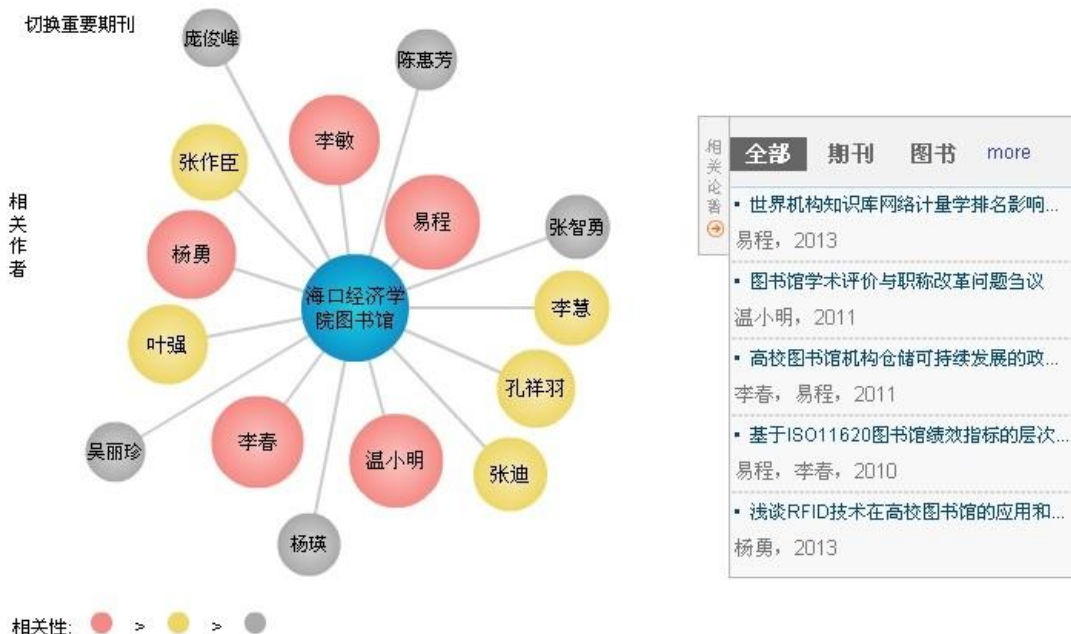 切换重要期刊
庞俊峰
陈惠芳
李敏
张作臣
易程
张智勇
杨勇
海口经济学
院图书馆
李慧
叶强
孔祥羽
李春
温小明
吴丽珍
张迪
杨瑛
相关作者
相关性: > >
相关论著
全部 期刊 图书 more
世界机构知识库网络计量学排名影响...
易程，2013
图书馆学术评价与职称改革问题刍议
温小明，2011
高校图书馆机构仓储可持续发展的政...
李春，易程，2011
基于ISO11620图书馆绩效指标的层次...
易程，李春，2010
浅谈RFID技术在高校图书馆的应用和...
杨勇，2013